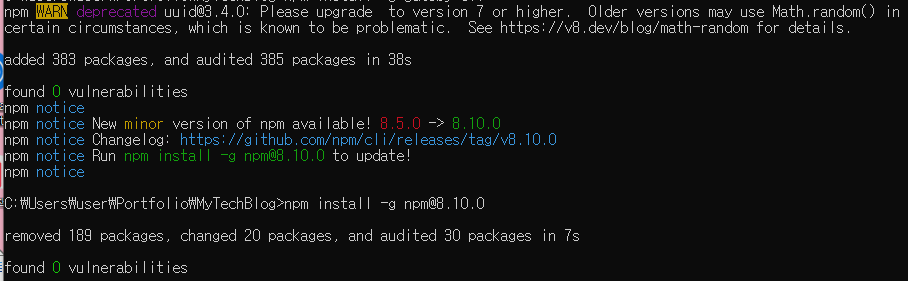 npm WARN deprecated uuid@3.4.0: Please upgrade  to version 7 or higher.  Older versions may use Math.random() in
certain circumstances, which is known to be problematic.  See https://v8.dev/blog/math-random for details.
added 383 packages, and audited 385 packages in 38s
found 0 vulnerabilities
npm notice
npm notice New minor version of npm available! 8.5.0 -> 8.10.0
npm notice Changelog: https://github.com/npm/cli/releases/tag/v8.10.0
npm notice Run npm install -g npm@8.10.0 to update!
npm notice
C:₩Users₩user₩Portfolio₩MyTechBlog>npm install -g npm@8.10.0
removed 189 packages, changed 20 packages, and audited 30 packages in 7s
found 0 vulnerabilities